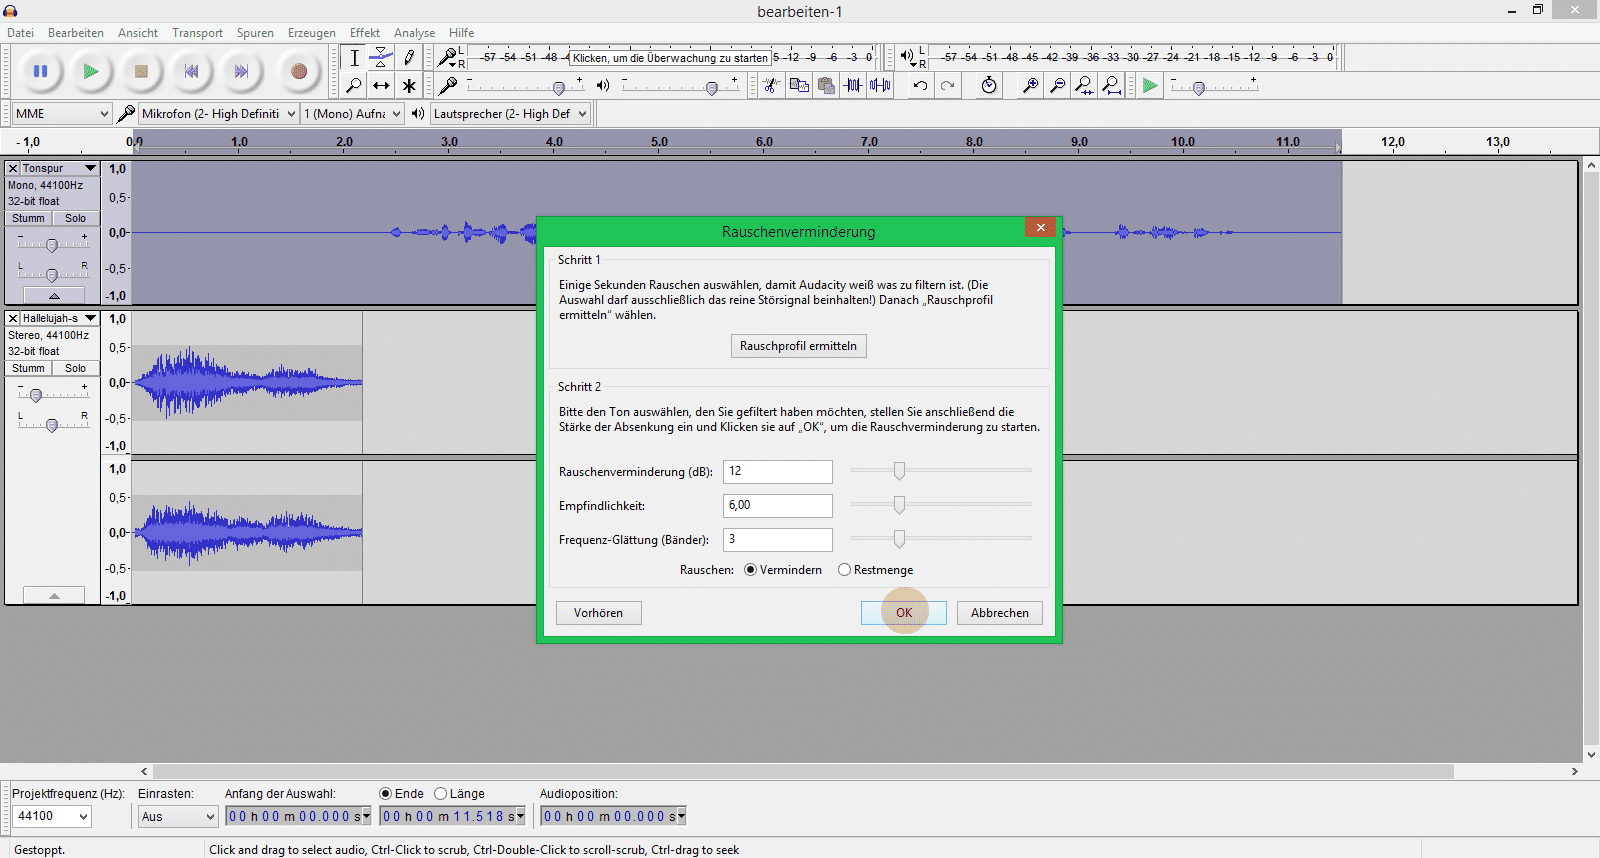 bearbeiten-1
Datei Bearbeiten Ansicht Transport Spuren Erzeugen Effekt Analyse Hilfe
L R -57 -54 -51 -48 Klicken, um die Überwachung zu starten -12 -9 -6 -3 0 L R -57 -54 -51 -48 -45 -42 -39 -36 -33 -30 -27 -24 -21 -18 -15 -12 -9 -6 -3 0
- + - + - +
MME Mikrofon (2- High Definiti 1 (Mono) Aufna Lautsprecher (2- High Def
- 1,0 0,0 1.0 2.0 3.0 4.0 5.0 6.0 7.0 8.0 9.0 10.0 11.0 12,0 13,0
Tonspur
Mono, 44100Hz
32-bit float
Stumm Solo
- +
L R
1,0
0,5-
0,0-
-0,5-
-1,0
Hallelujah-s
Stereo, 44100Hz
32-bit float
Stumm Solo
- +
L R
1,0
0,5-
0,0-
-0,5-
-1,0
1,0
0,5-
0,0-
-0,5-
-1,0
Rauschenverminderung
Schritt 1
Einige Sekunden Rauschen auswählen, damit Audacity weiß was zu filtern ist. (Die
Auswahl darf ausschließlich das reine Störsignal beinhalten!) Danach „Rauschprofil
ermitteln“ wählen.
Rauschprofil ermitteln
Schritt 2
Bitte den Ton auswählen, den Sie gefiltert haben möchten, stellen Sie anschließend die
Stärke der Absenkung ein und Klicken sie auf „OK“, um die Rauschverminderung zu starten.
Rauschenverminderung (dB): 12
Empfindlichkeit: 6,00
Frequenz-Glättung (Bänder): 3
Rauschen: Vermindern Restmenge
Vorhören OK Abbrechen
Projektfrequenz (Hz): Einrasten: Anfang der Auswahl: Ende Länge Audioposition:
44100 Aus 00 h 00 m 00.000 s 00 h 00 m 11.518 s 00 h 00 m 00.000 s
Gestoppt. Click and drag to select audio, Ctrl-Click to scrub, Ctrl-Double-Click to scroll-scrub, Ctrl-drag to seek